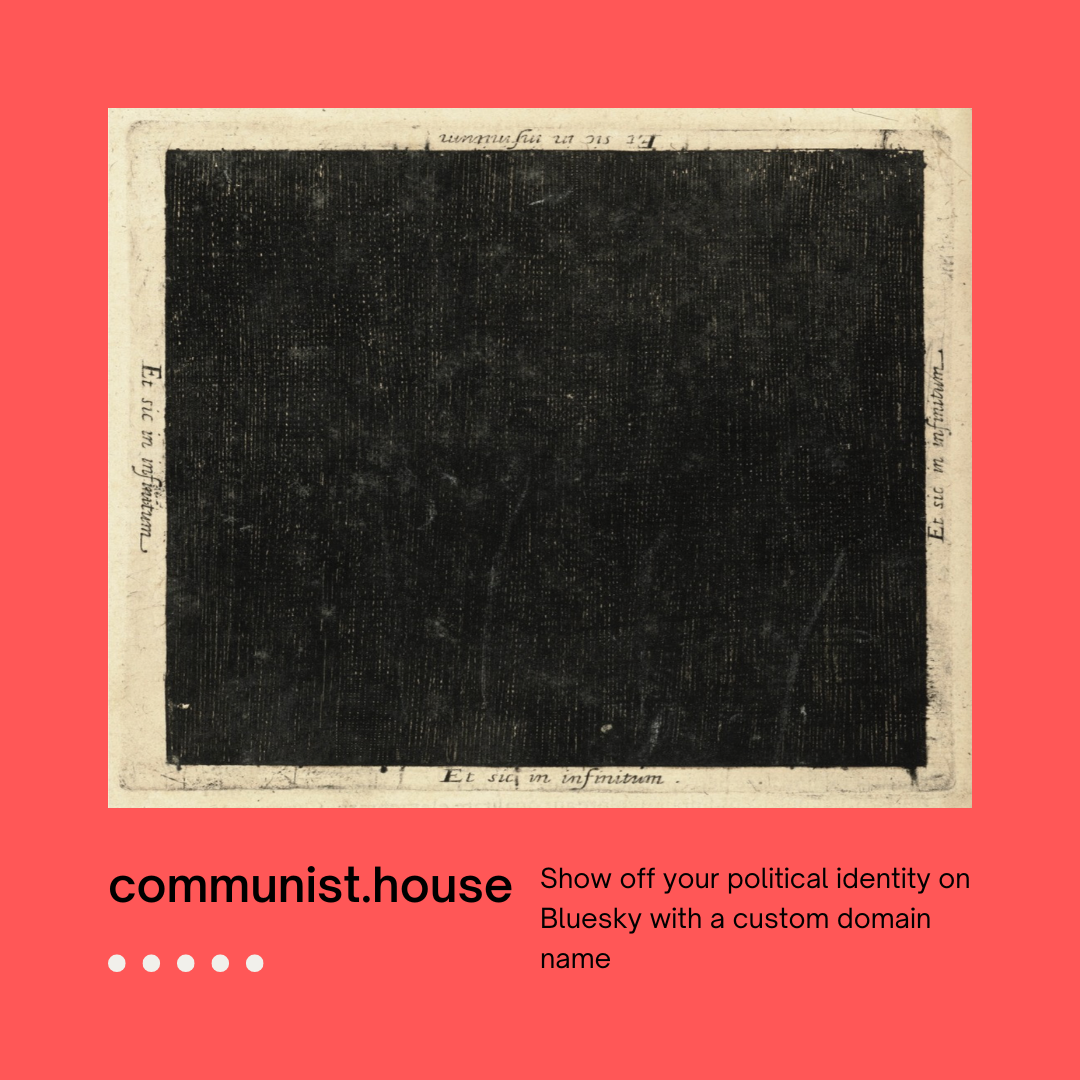 Et sic in infinitum
Et sic in infinitum
Et sic in infinitum
Et sic in infinitum .
communist.house
Show off your political identity on
Bluesky with a custom domain
name